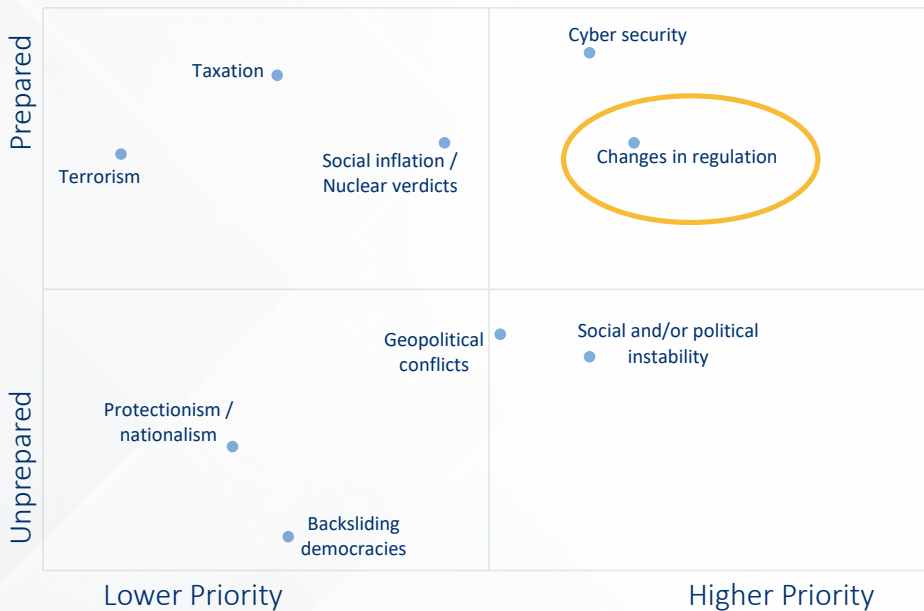 Prepared
Cyber security
Taxation
Terrorism
Social inflation /
Nuclear verdicts
Changes in regulation
Unprepared
Geopolitical
conflicts
Social and/or political
instability
Protectionism /
nationalism
Backsliding
democracies
Lower Priority
Higher Priority